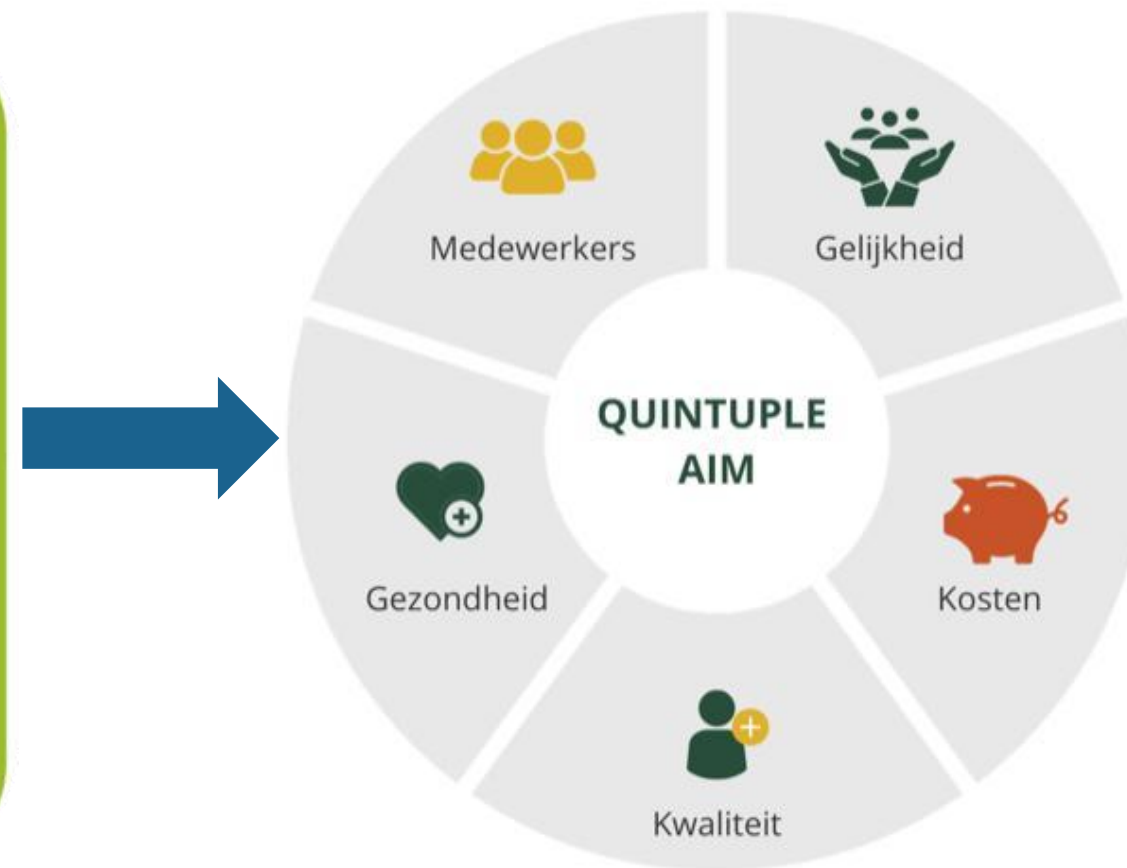 Medewerkers
Gelijkheid
QUINTUPLE
AIM
Gezondheid
Kosten
Kwaliteit